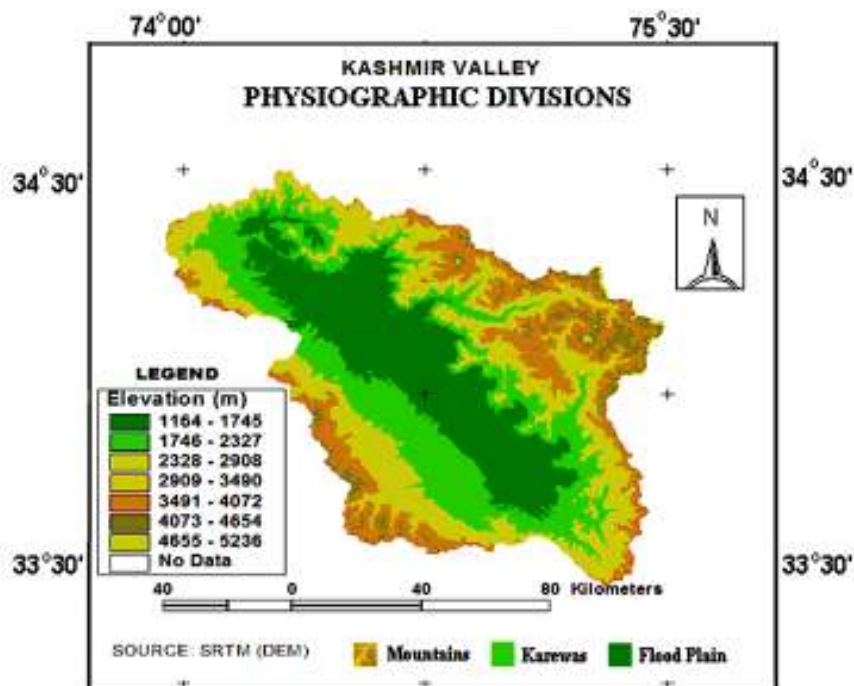 74°00' 75°30'
KASHMIR VALLEY
PHYSIOGRAPHIC DIVISIONS
34°30' 34°30'
N
LEGEND
Elevation (m)
1164 - 1745
1746 - 2327
2328 - 2908
2909 - 3490
3491 - 4072
4073 - 4654
4655 - 5236
No Data
33°30' 33°30'
40 0 40 80 Kilometers
SOURCE: SRTM (DEM) Mountains Karewas Flood Plain